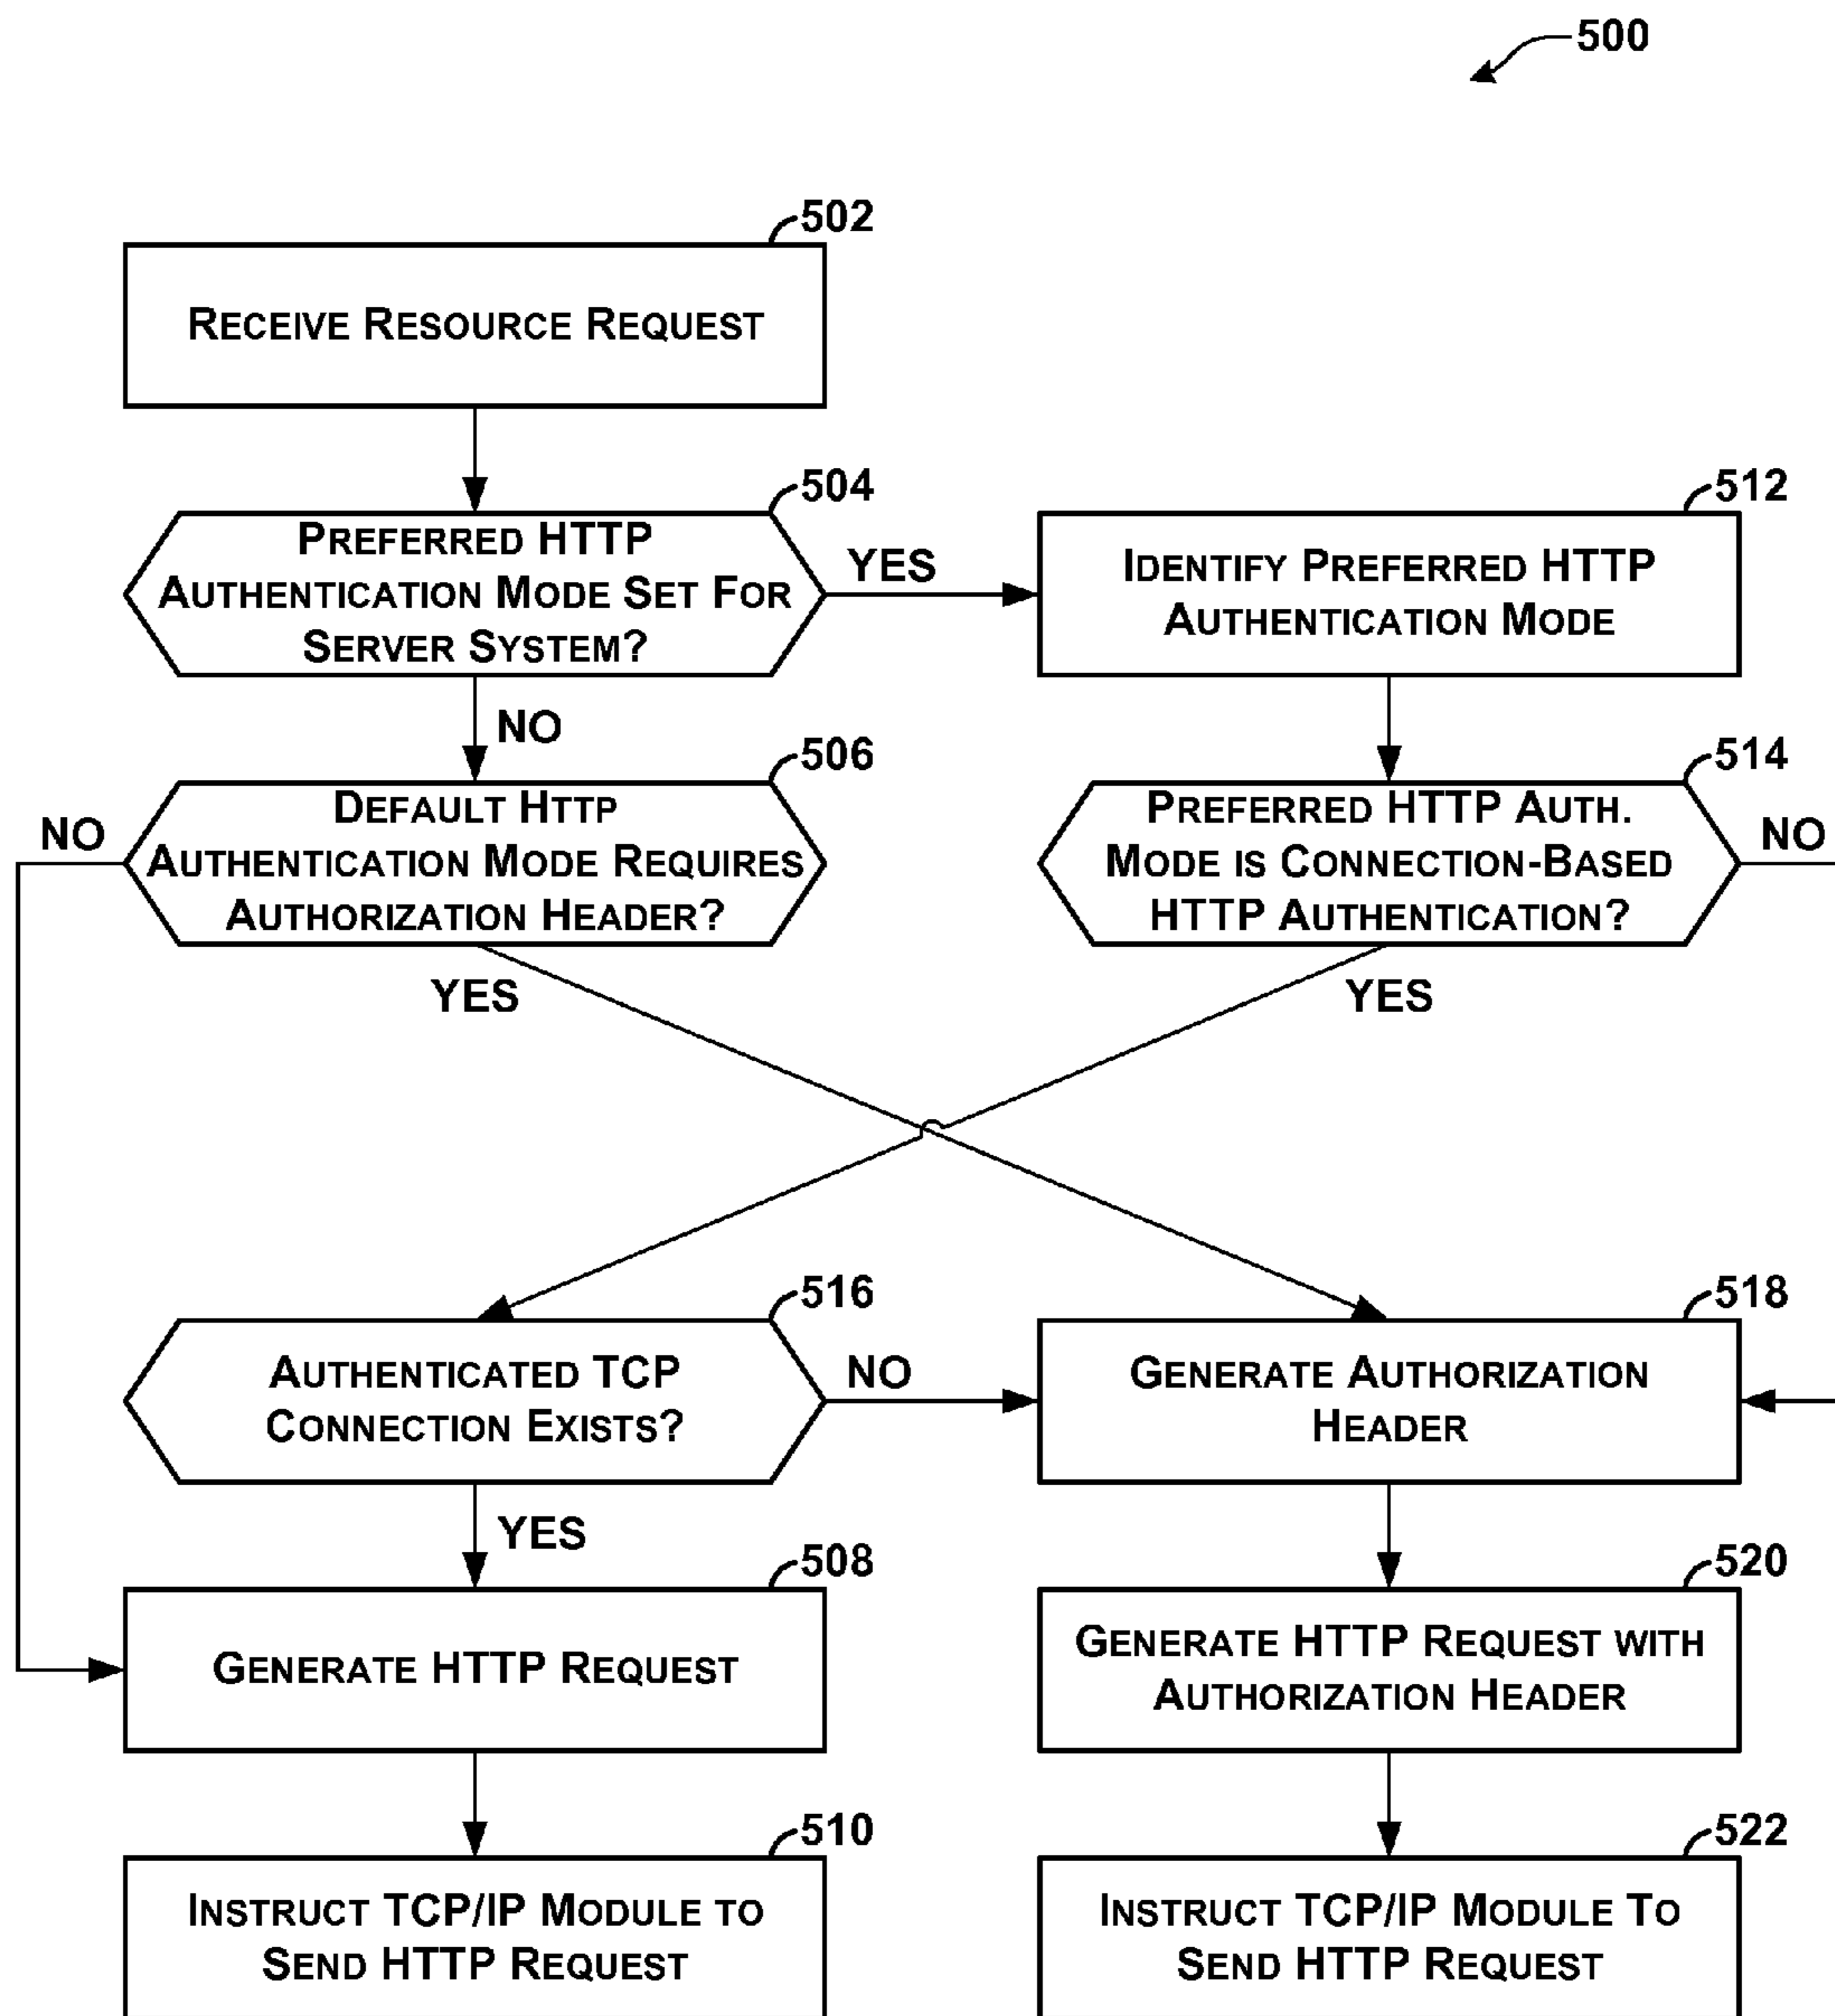 500
502
RECEIVE RESOURCE REQUEST
504
PREFERRED HTTP
AUTHENTICATION MODE SET FOR
SERVER SYSTEM?
YES
512
IDENTIFY PREFERRED HTTP
AUTHENTICATION MODE
NO
506
DEFAULT HTTP
AUTHENTICATION MODE REQUIRES
AUTHORIZATION HEADER?
NO
YES
514
PREFERRED HTTP AUTH.
MODE IS CONNECTION-BASED
HTTP AUTHENTICATION?
NO
YES
516
AUTHENTICATED TCP
CONNECTION EXISTS?
NO
YES
518
GENERATE AUTHORIZATION
HEADER
508
GENERATE HTTP REQUEST
520
GENERATE HTTP REQUEST WITH
AUTHORIZATION HEADER
510
INSTRUCT TCP/IP MODULE TO
SEND HTTP REQUEST
522
INSTRUCT TCP/IP MODULE TO
SEND HTTP REQUEST